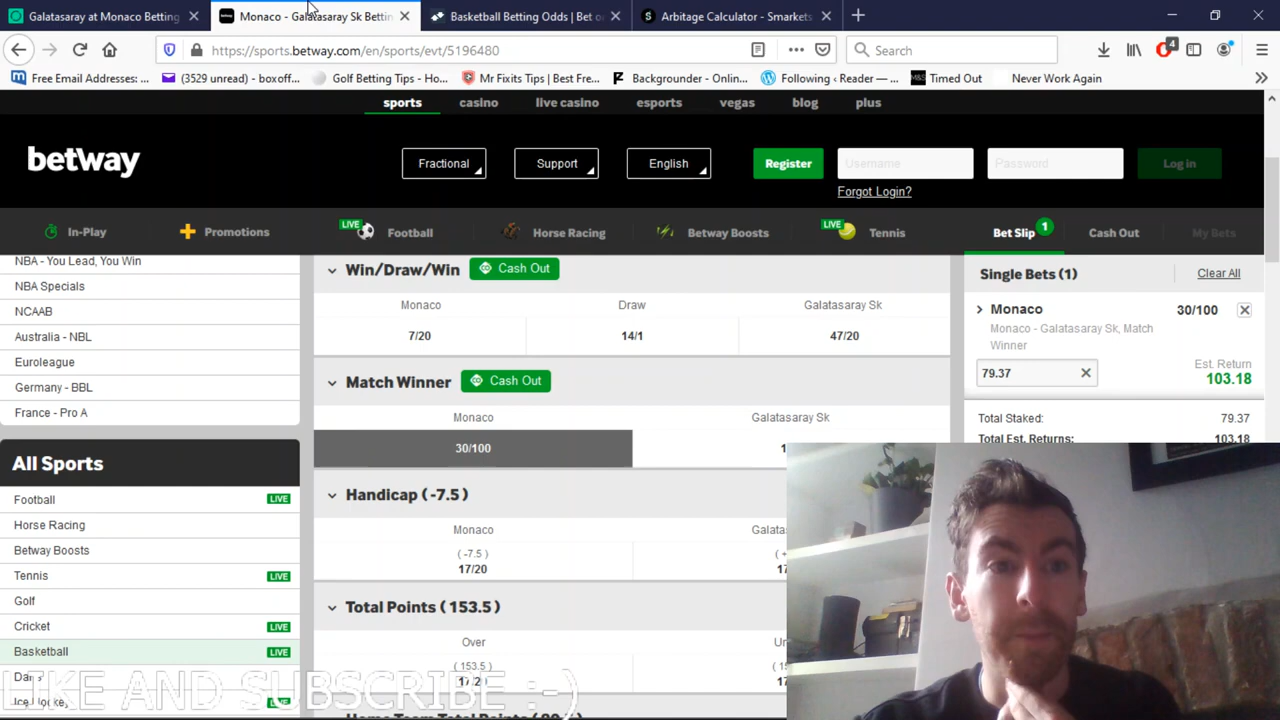 Galatasaray at Monaco Betting
Monaco - Galatasaray Sk Bettin
Basketball Betting Odds | Bet o
Arbitage Calculator - Smarkets
https://sports.betway.com/en/sports/evt/5196480
Search
4
Free Email Addresses: ...
(3529 unread) - boxoff...
Golf Betting Tips - Ho...
Mr Fixits Tips | Best Fre...
Backgrounder - Onlin...
Following ‹ Reader — ...
Timed Out
Never Work Again
sports
casino
live casino
esports
vegas
blog
plus
betway
Fractional
Support
English
Register
Username
Password
Log in
Forgot Login?
In-Play
Promotions
LIVE
Football
Horse Racing
Betway Boosts
LIVE
Tennis
Bet Slip
1
Cash Out
My Bets
NBA - You Lead, You Win
NBA Specials
NCAAB
Australia - NBL
Euroleague
Germany - BBL
France - Pro A
All Sports
Football LIVE
Horse Racing
Betway Boosts
Tennis LIVE
Golf
Cricket LIVE
Basketball LIVE
Win/Draw/Win Cash Out
Monaco Draw Galatasaray Sk
7/20 14/1 47/20
Match Winner Cash Out
Monaco Galatasaray Sk
30/100
Handicap ( -7.5 )
Monaco
( -7.5 )
17/20
Total Points ( 153.5 )
Over
( 153.5 )
17/20
Single Bets (1) Clear All
Monaco 30/100
Monaco - Galatasaray Sk, Match
Winner
79.37
Est. Return
103.18
Total Staked: 79.37
Total Est. Returns: 103.18
LIKE AND SUBSCRIBE :-)